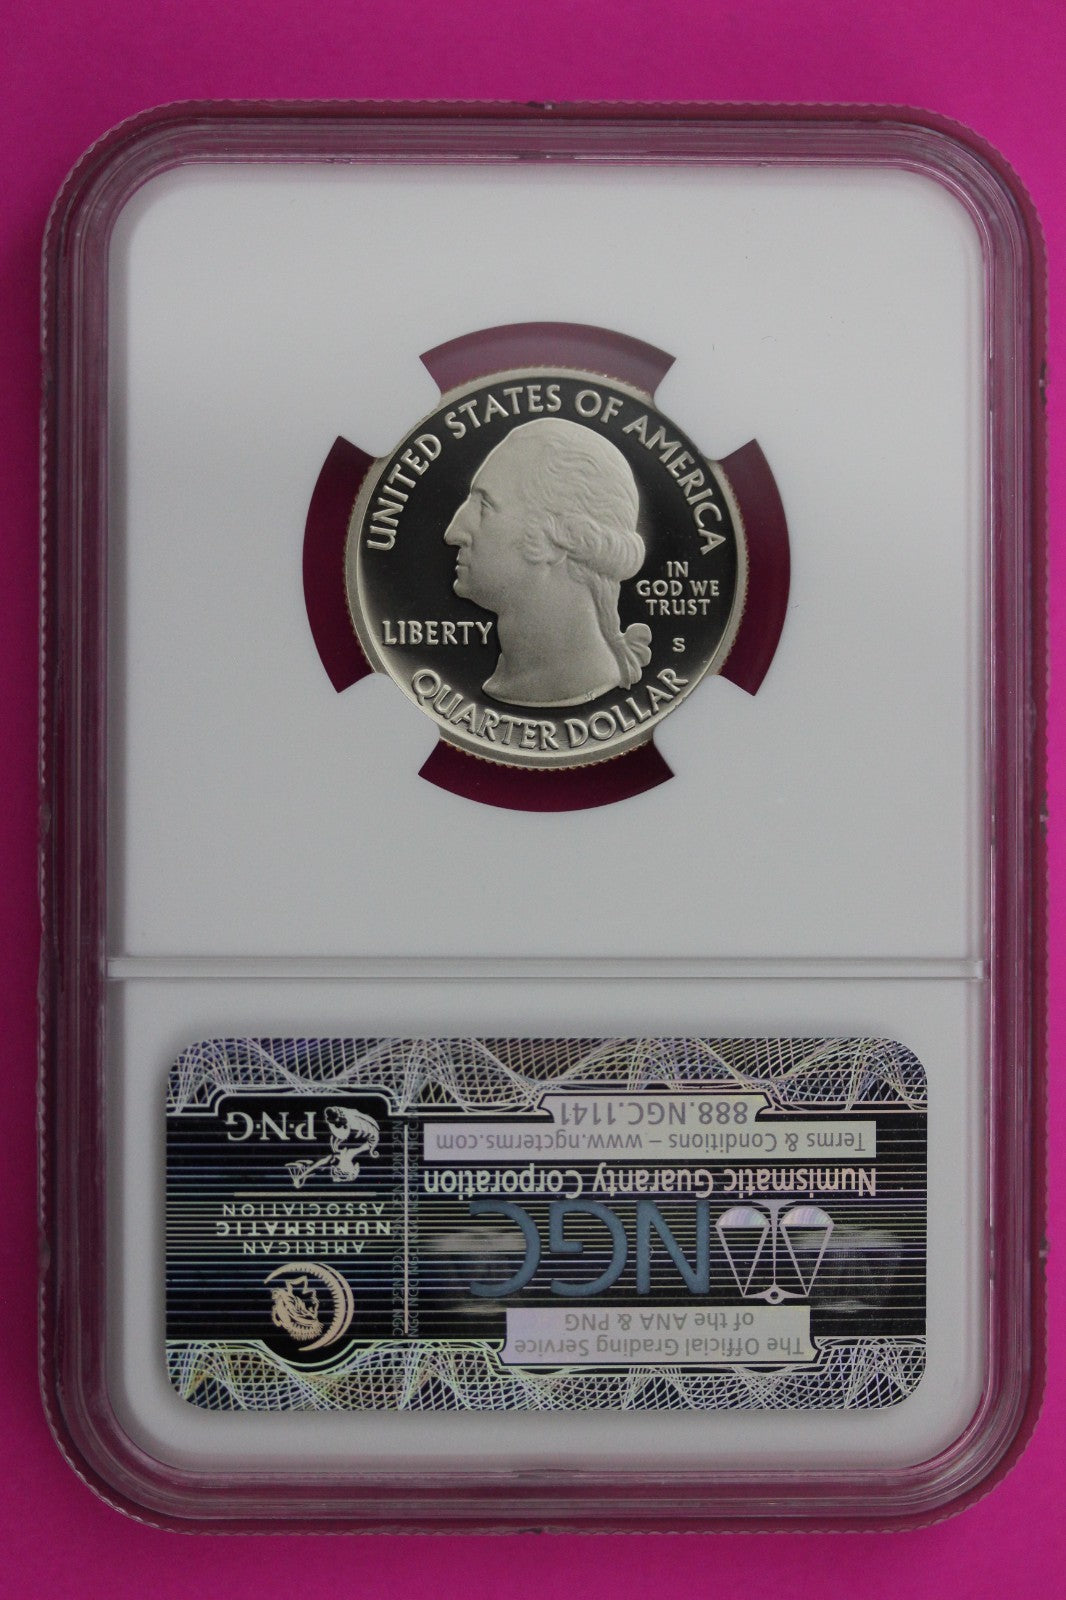 UNITED STATES OF AMERICA
IN
GOD WE
TRUST
LIBERTY
S
QUARTER DOLLAR
The Official Grading Service
of the ANA & PNG
NGC
Numismatic Guaranty Corporation
Terms & Conditions – www.ngcterms.com
888.NGC.1141
AMERICAN
NUMISMATIC
ASSOCIATION
P·N·G